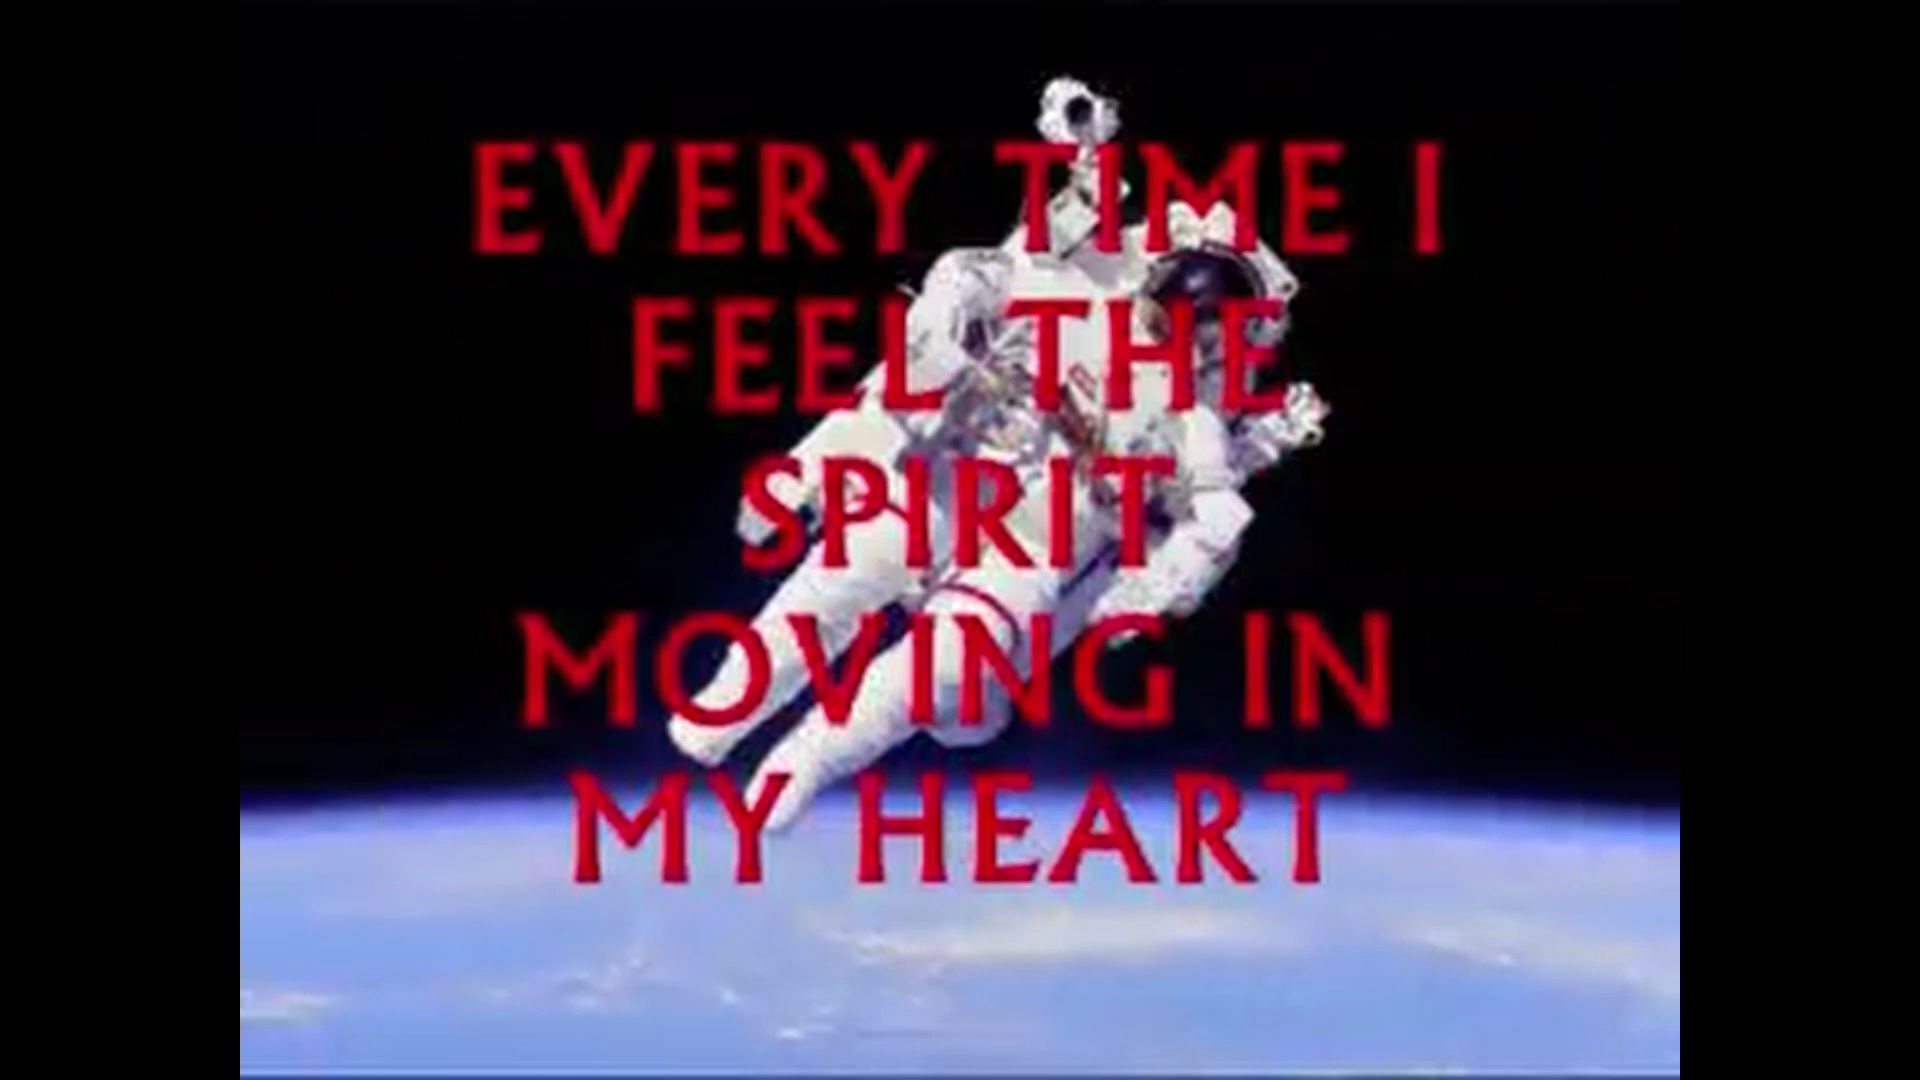 EVERY TIME I
FEEL THE
SPIRIT
MOVING IN
MY HEART